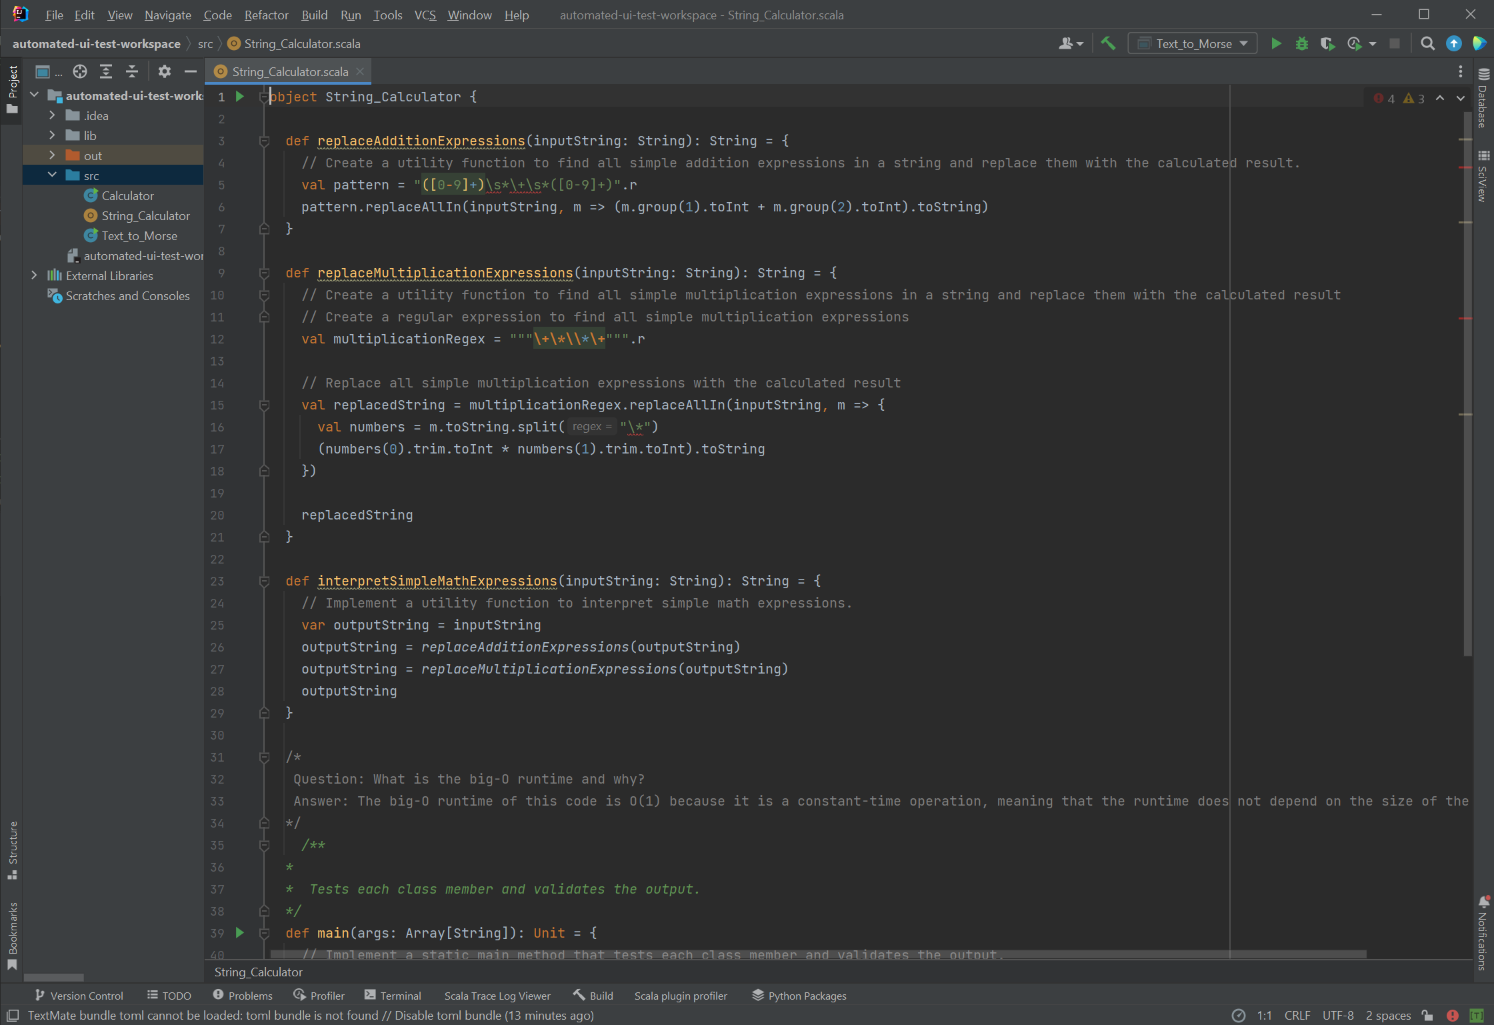 File Edit View Navigate Code Refactor Build Run Tools VCS Window Help automated-ui-test-workspace - String_Calculator.scala
automated-ui-test-workspace src String_Calculator.scala Text_to_Morse
Project
...
String_Calculator.scala
automated-ui-test-work
.idea
lib
out
src
Calculator
String_Calculator
Text_to_Morse
automated-ui-test-wor
External Libraries
Scratches and Consoles
Structure
Bookmarks
4 3
1 object String_Calculator {
2
3 def replaceAdditionExpressions(inputString: String): String = {
4 // Create a utility function to find all simple addition expressions in a string and replace them with the calculated result.
5 val pattern = "([0-9]+)\s*\+\s*([0-9]+)".r
6 pattern.replaceAllIn(inputString, m => (m.group(1).toInt + m.group(2).toInt).toString)
7 }
8
9 def replaceMultiplicationExpressions(inputString: String): String = {
10 // Create a utility function to find all simple multiplication expressions in a string and replace them with the calculated result
11 // Create a regular expression to find all simple multiplication expressions
12 val multiplicationRegex = """\+\*\\*\+""".r
13
14 // Replace all simple multiplication expressions with the calculated result
15 val replacedString = multiplicationRegex.replaceAllIn(inputString, m => {
16 val numbers = m.toString.split( regex = "\*")
17 (numbers(0).trim.toInt * numbers(1).trim.toInt).toString
18 })
19
20 replacedString
21 }
22
23 def interpretSimpleMathExpressions(inputString: String): String = {
24 // Implement a utility function to interpret simple math expressions.
25 var outputString = inputString
26 outputString = replaceAdditionExpressions(outputString)
27 outputString = replaceMultiplicationExpressions(outputString)
28 outputString
29 }
30
31 /*
32 Question: What is the big-O runtime and why?
33 Answer: The big-O runtime of this code is O(1) because it is a constant-time operation, meaning that the runtime does not depend on the size of the
34 */
35 /**
36 *
37 * Tests each class member and validates the output.
38 */
39 def main(args: Array[String]): Unit = {
40 // Implement a static main method that tests each class member and validates the output.
Database
SciView
Notifications
String_Calculator
Version Control TODO Problems Profiler Terminal Scala Trace Log Viewer Build Scala plugin profiler Python Packages
TextMate bundle toml cannot be loaded: toml bundle is not found // Disable toml bundle (13 minutes ago) 1:1 CRLF UTF-8 2 spaces [T]